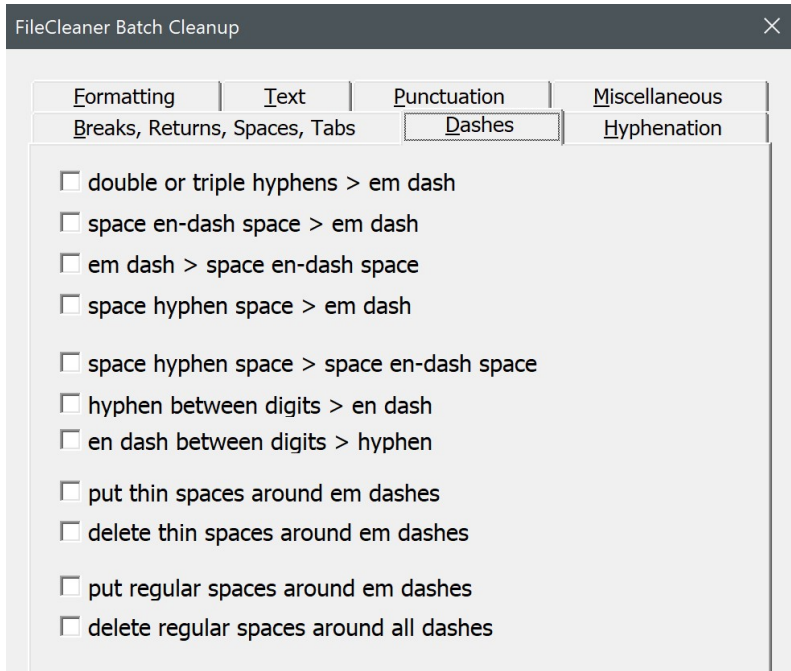 FileCleaner Batch Cleanup
Formatting Text Punctuation Miscellaneous
Breaks, Returns, Spaces, Tabs Dashes Hyphenation
double or triple hyphens > em dash
space en-dash space > em dash
em dash > space en-dash space
space hyphen space > em dash
space hyphen space > space en-dash space
hyphen between digits > en dash
en dash between digits > hyphen
put thin spaces around em dashes
delete thin spaces around em dashes
put regular spaces around em dashes
delete regular spaces around all dashes